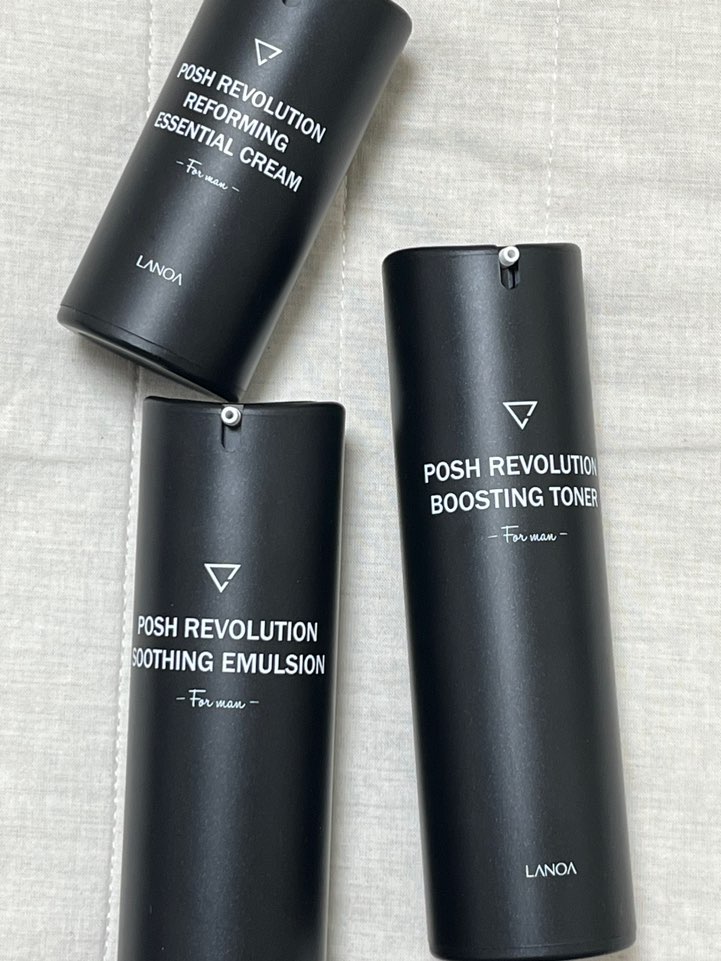 POSH REVOLUTION
REFORMING
ESSENTIAL CREAM
- For man -
LANOA
POSH REVOLUTION
BOOSTING TONER
- For man -
LANOA
POSH REVOLUTION
SOOTHING EMULSION
- For man -